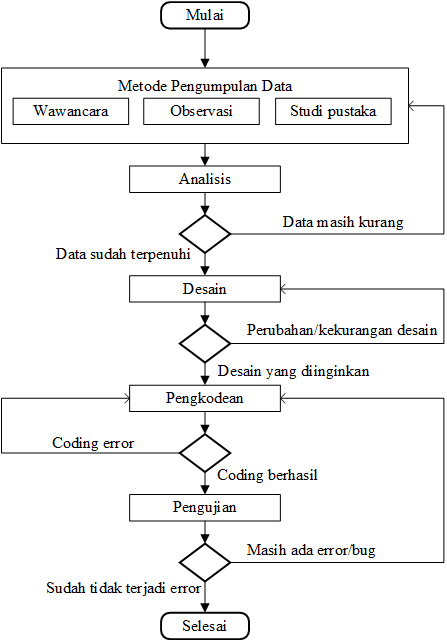 Mulai
Metode Pengumpulan Data
Wawancara
Observasi
Studi pustaka
Analisis
Data masih kurang
Data sudah terpenuhi
Desain
Perubahan/kekurangan desain
Desain yang diinginkan
Pengkodean
Coding error
Coding berhasil
Pengujian
Masih ada error/bug
Sudah tidak terjadi error
Selesai